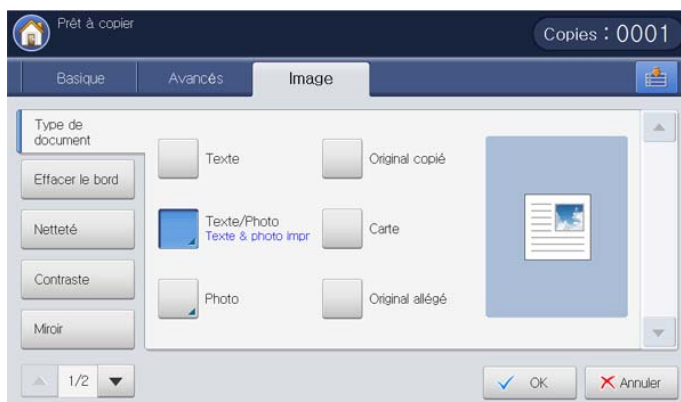 Prêt à copier
Copies : 0001
Basique
Avancés
Image
Type de
document
Effacer le bord
Netteté
Contraste
Miroir
1/2
Texte
Original copié
Texte/Photo
Texte & photo impr
Carte
Photo
Original allégé
OK
Annuler